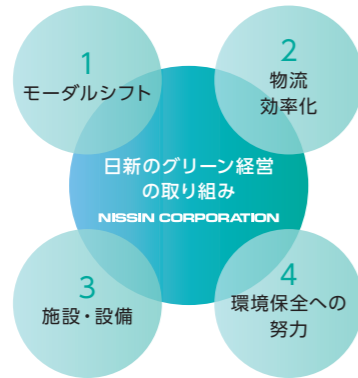 1
モーダルシフト
2
物流
効率化
日新のグリーン経営
の取り組み
NISSIN CORPORATION
3
施設・設備
4
環境保全への
努力